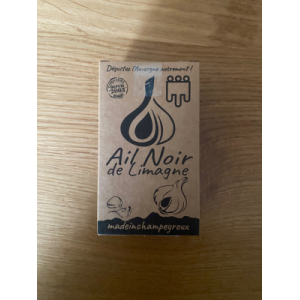 Dégustez l'Auvergne autrement !
Ail Noir
de Limagne
madeinchampeyroux